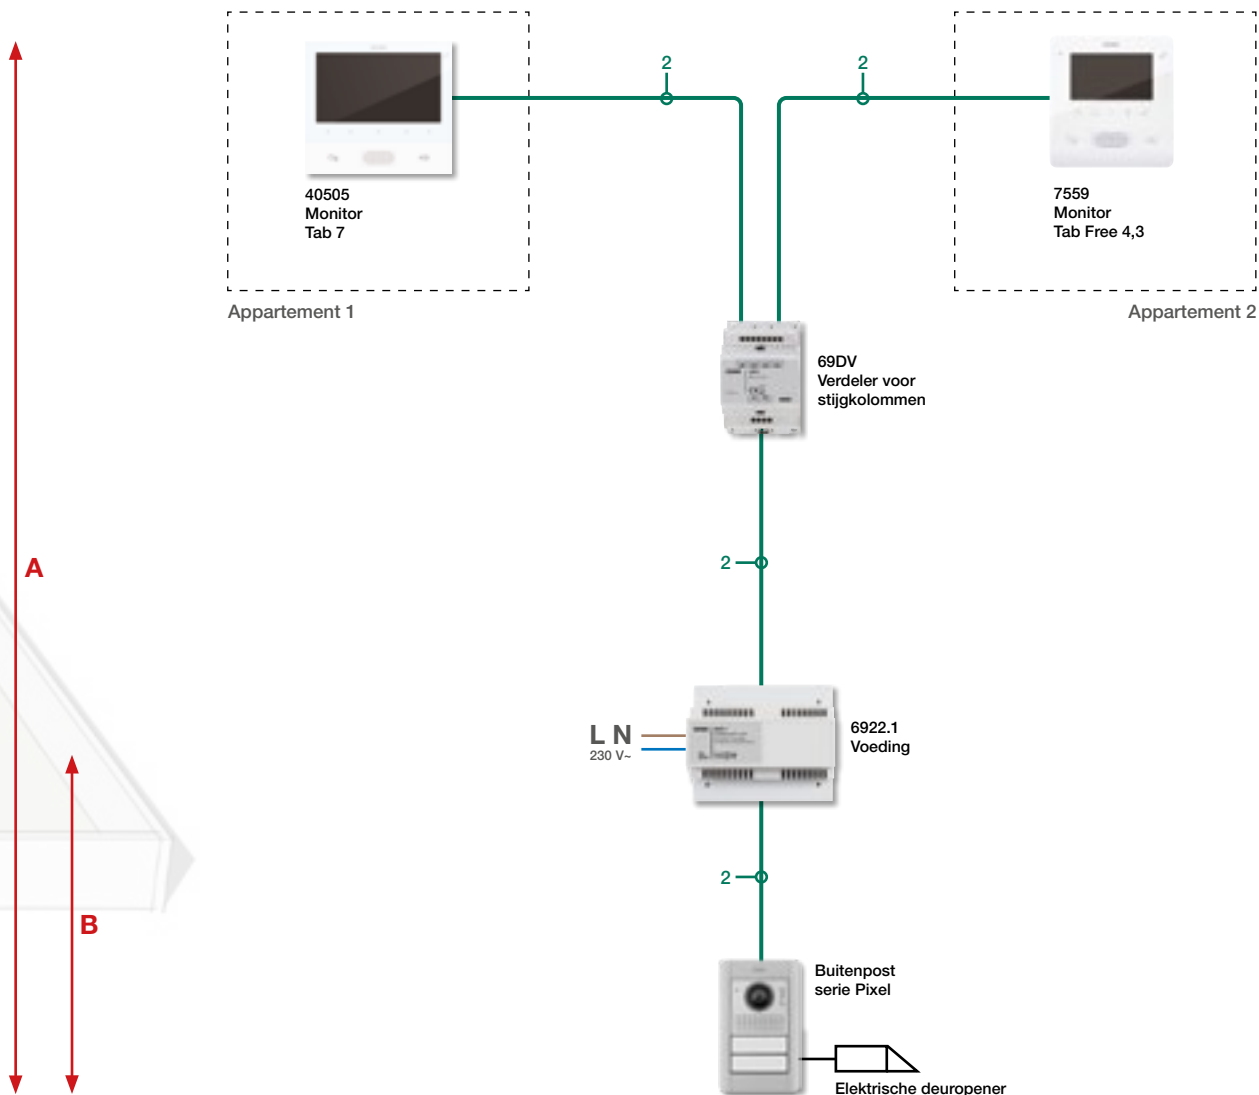 2
2
40505
Monitor
Tab 7
7559
Monitor
Tab Free 4,3
Appartement 1
Appartement 2
69DV
Verdeler voor
stijgkolommen
A
2
L N
230 V~
6922.1
Voeding
2
B
Buitenpost
serie Pixel
Elektrische deuropener